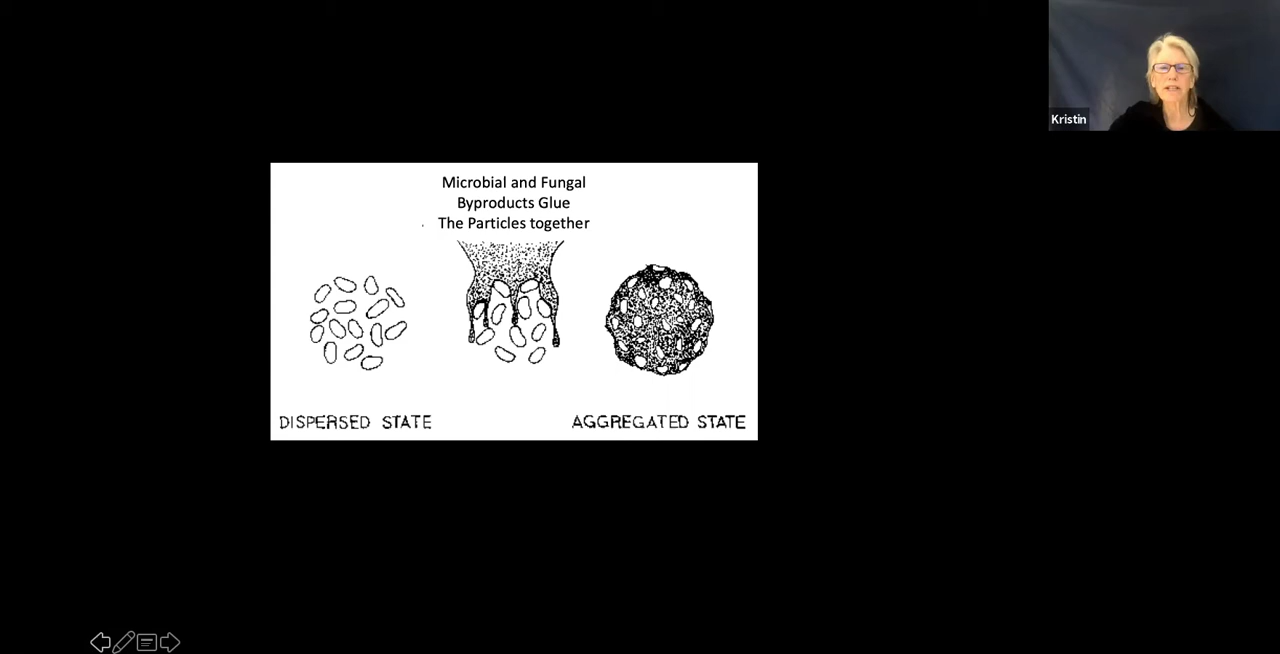 Kristin
Microbial and Fungal
Byproducts Glue
The Particles together
DISPERSED STATE
AGGREGATED STATE